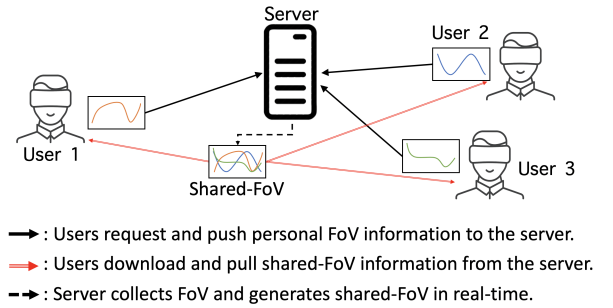 Server
User 2
User 1
User 3
Shared-FoV
: Users request and push personal FoV information to the server.
: Users download and pull shared-FoV information from the server.
: Server collects FoV and generates shared-FoV in real-time.